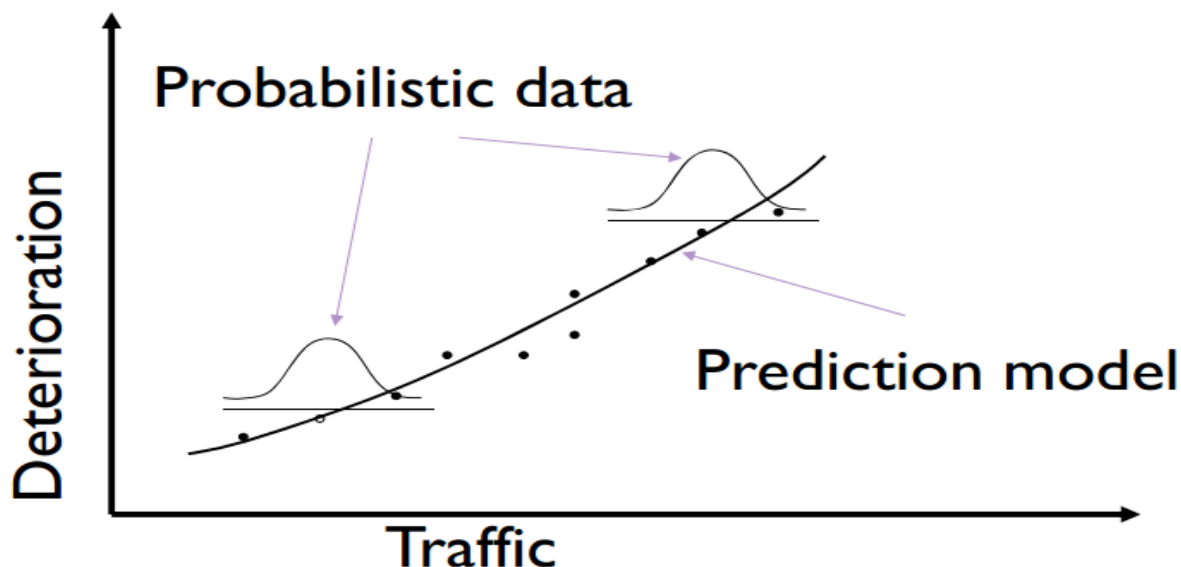 Probabilistic data
Deterioration
Prediction model
Traffic